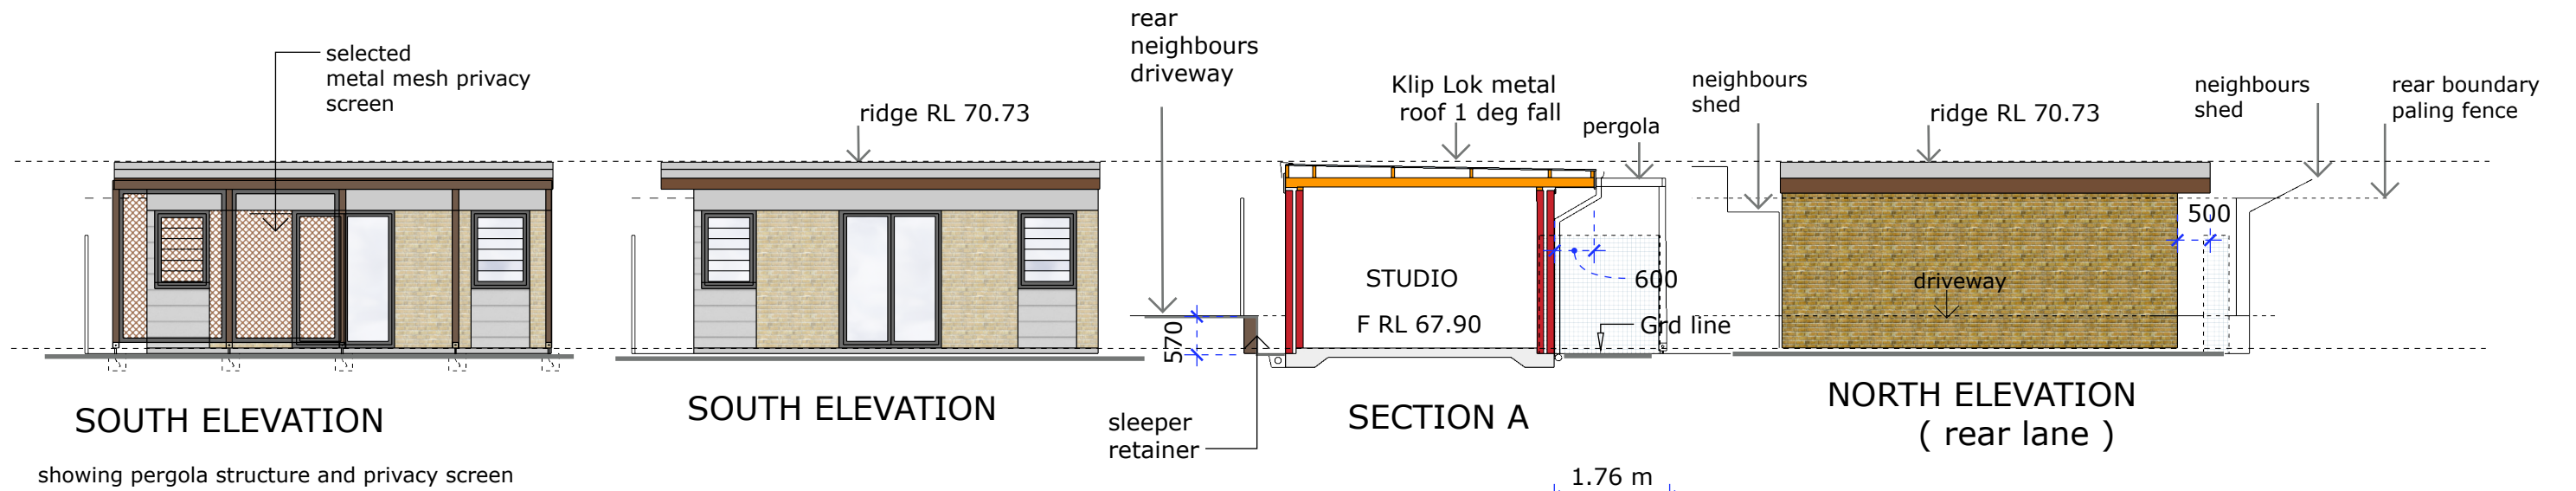 selected
metal mesh privacy
screen
SOUTH ELEVATION
showing pergola structure and privacy screen
ridge RL 70.73
SOUTH ELEVATION
rear
neighbours
driveway
570
sleeper
retainer
Klip Lok metal
roof 1 deg fall
pergola
STUDIO
F RL 67.90
600
Grd line
SECTION A
1.76 m
neighbours
shed
ridge RL 70.73
neighbours
shed
rear boundary
paling fence
500
driveway
NORTH ELEVATION
( rear lane )